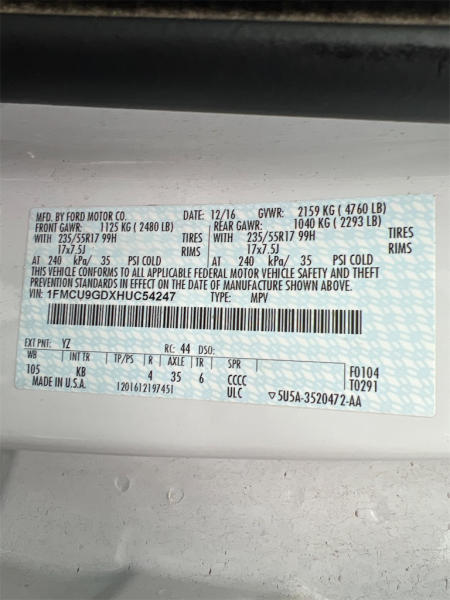 MFD. BY FORD MOTOR CO. 12/16 GVWR: 2159 KG ( 4760 LB)
FRONT GAWR: 1125 KG ( 2480 LB) REAR GAWR: 1040 KG ( 2293 LB)
WITH 235/55R17 99H TIRES WITH 235/55R17 99H TIRES
17x7.5J RIMS 17x7.5J RIMS
AT 240 kPa/ 35 PSI COLD AT 240 kPa/ 35 PSI COLD
THIS VEHICLE CONFORMS TO ALL APPLICABLE FEDERAL MOTOR VEHICLE SAFETY AND THEFT
PREVENTION STANDARDS IN EFFECT ON THE DATE OF MANUFACTURE SHOWN ABOVE.
VIN: 1FMCU9GDXHUC54247 TYPE: MPV
EXT PNT: YZ RC: 44 DSO:
WB INT TR TP/PS R AXLE TR SPR F0104
105 KB 4 35 6 CCCC T0291
MADE IN U.S.A. 1201612197451 ULC ▽5U5A-3520472-AA